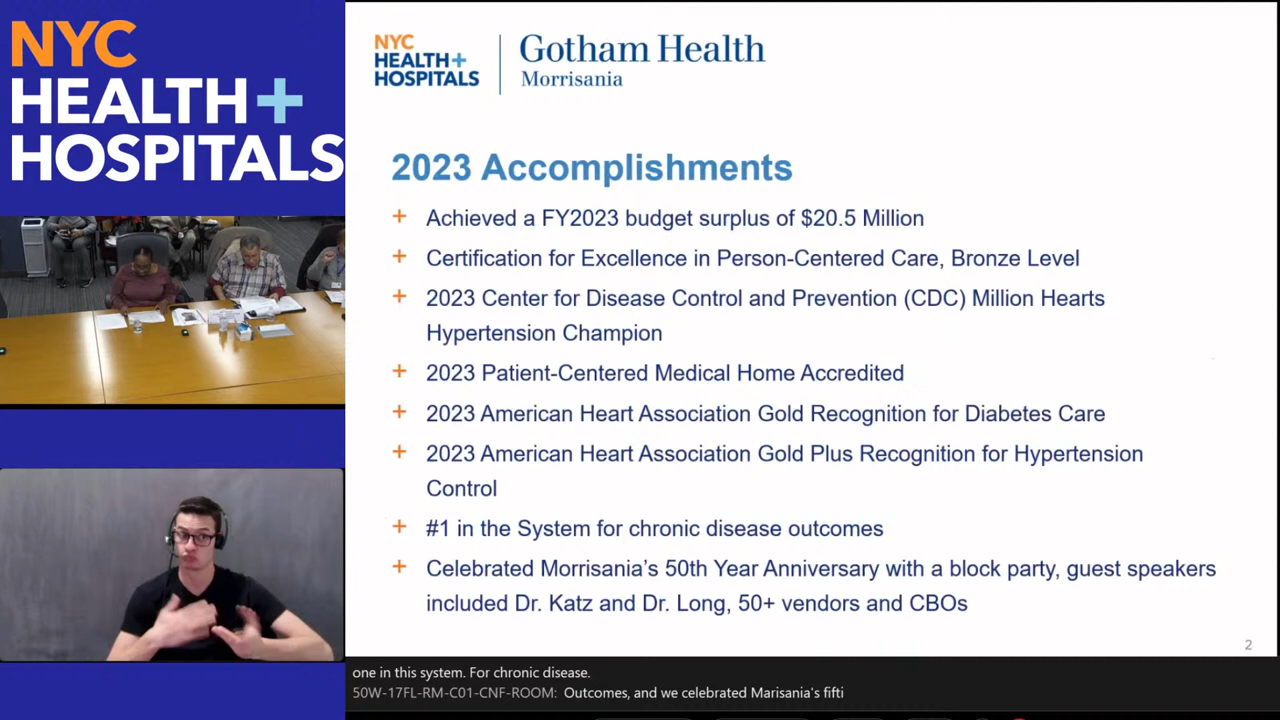 NYC
HEALTH+
HOSPITALS
NYC
HEALTH+
HOSPITALS
Gotham Health
Morrisania
2023 Accomplishments
+ Achieved a FY2023 budget surplus of $20.5 Million
+ Certification for Excellence in Person-Centered Care, Bronze Level
+ 2023 Center for Disease Control and Prevention (CDC) Million Hearts
Hypertension Champion
+ 2023 Patient-Centered Medical Home Accredited
+ 2023 American Heart Association Gold Recognition for Diabetes Care
+ 2023 American Heart Association Gold Plus Recognition for Hypertension
Control
+ #1 in the System for chronic disease outcomes
+ Celebrated Morrisania's 50th Year Anniversary with a block party, guest speakers
included Dr. Katz and Dr. Long, 50+ vendors and CBOs
2
one in this system. For chronic disease.
50W-17FL-RM-C01-CNF-ROOM: Outcomes, and we celebrated Marisania's fifti